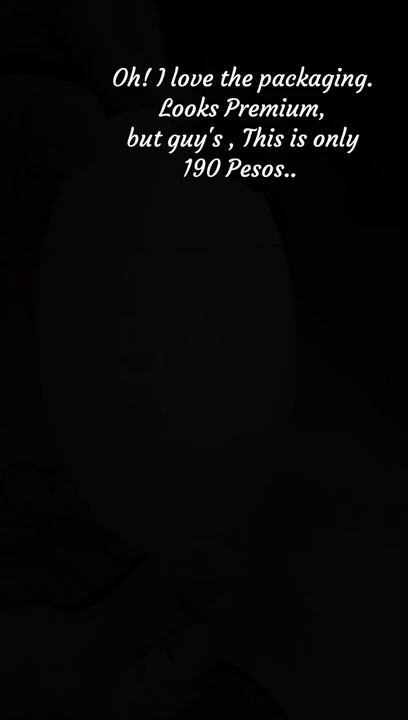 Oh! I love the packaging.
Looks Premium,
but guy's , This is only
190 Pesos..